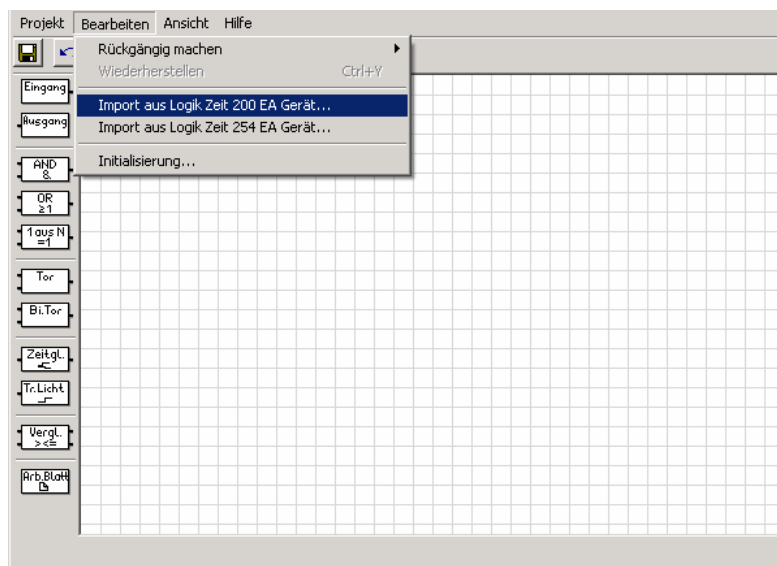 Projekt Bearbeiten Ansicht Hilfe
Rückgängig machen
Wiederherstellen Ctrl+Y
Import aus Logik Zeit 200 EA Gerät...
Import aus Logik Zeit 254 EA Gerät...
Initialisierung...
Eingang
Ausgang
AND
&
OR
≥1
1 aus N
=1
Tor
Bi.Tor
Zeitgl.
Tr.Licht
Vergl.
><=
Arb.Blatt